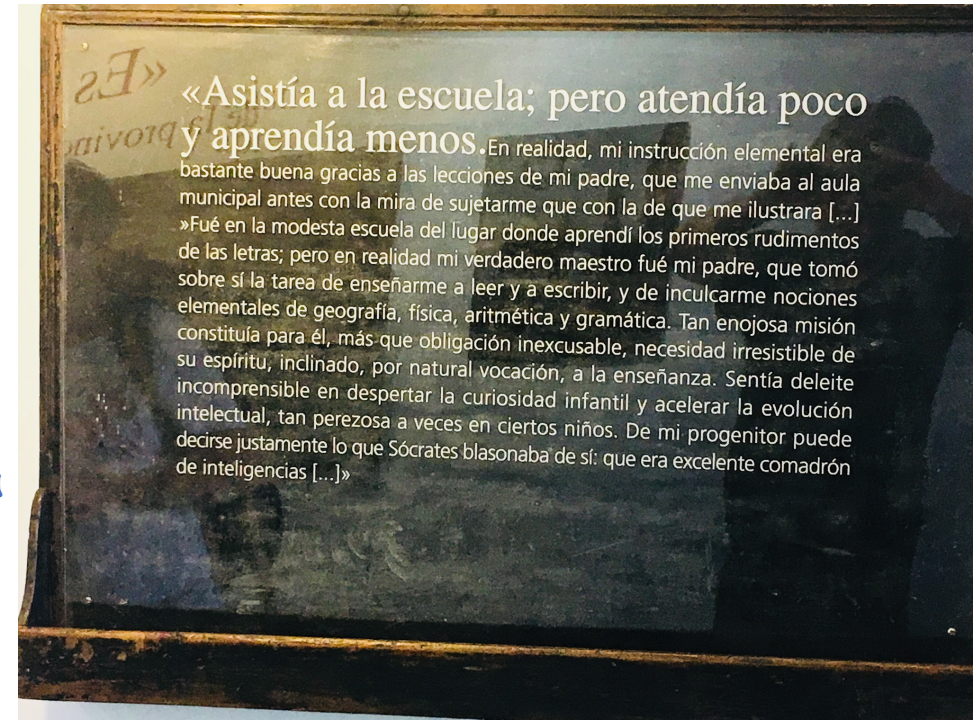 «Asistía a la escuela; pero atendía poco
y aprendía menos. En realidad, mi instrucción elemental era
bastante buena gracias a las lecciones de mi padre, que me enviaba al aula
municipal antes con la mira de sujetarme que con la de que me ilustrara [...]
»Fué en la modesta escuela del lugar donde aprendí los primeros rudimentos
de las letras; pero en realidad mi verdadero maestro fué mi padre, que tomó
sobre sí la tarea de enseñarme a leer y a escribir, y de inculcarme nociones
elementales de geografía, física, aritmética y gramática. Tan enojosa misión
constituía para él, más que obligación inexcusable, necesidad irresistible de
su espíritu, inclinado, por natural vocación, a la enseñanza. Sentía deleite
incomprensible en despertar la curiosidad infantil y acelerar la evolución
intelectual, tan perezosa a veces en ciertos niños. De mi progenitor puede
decirse justamente lo que Sócrates blasonaba de sí: que era excelente comadrón
de inteligencias [...]»
«Es
de la